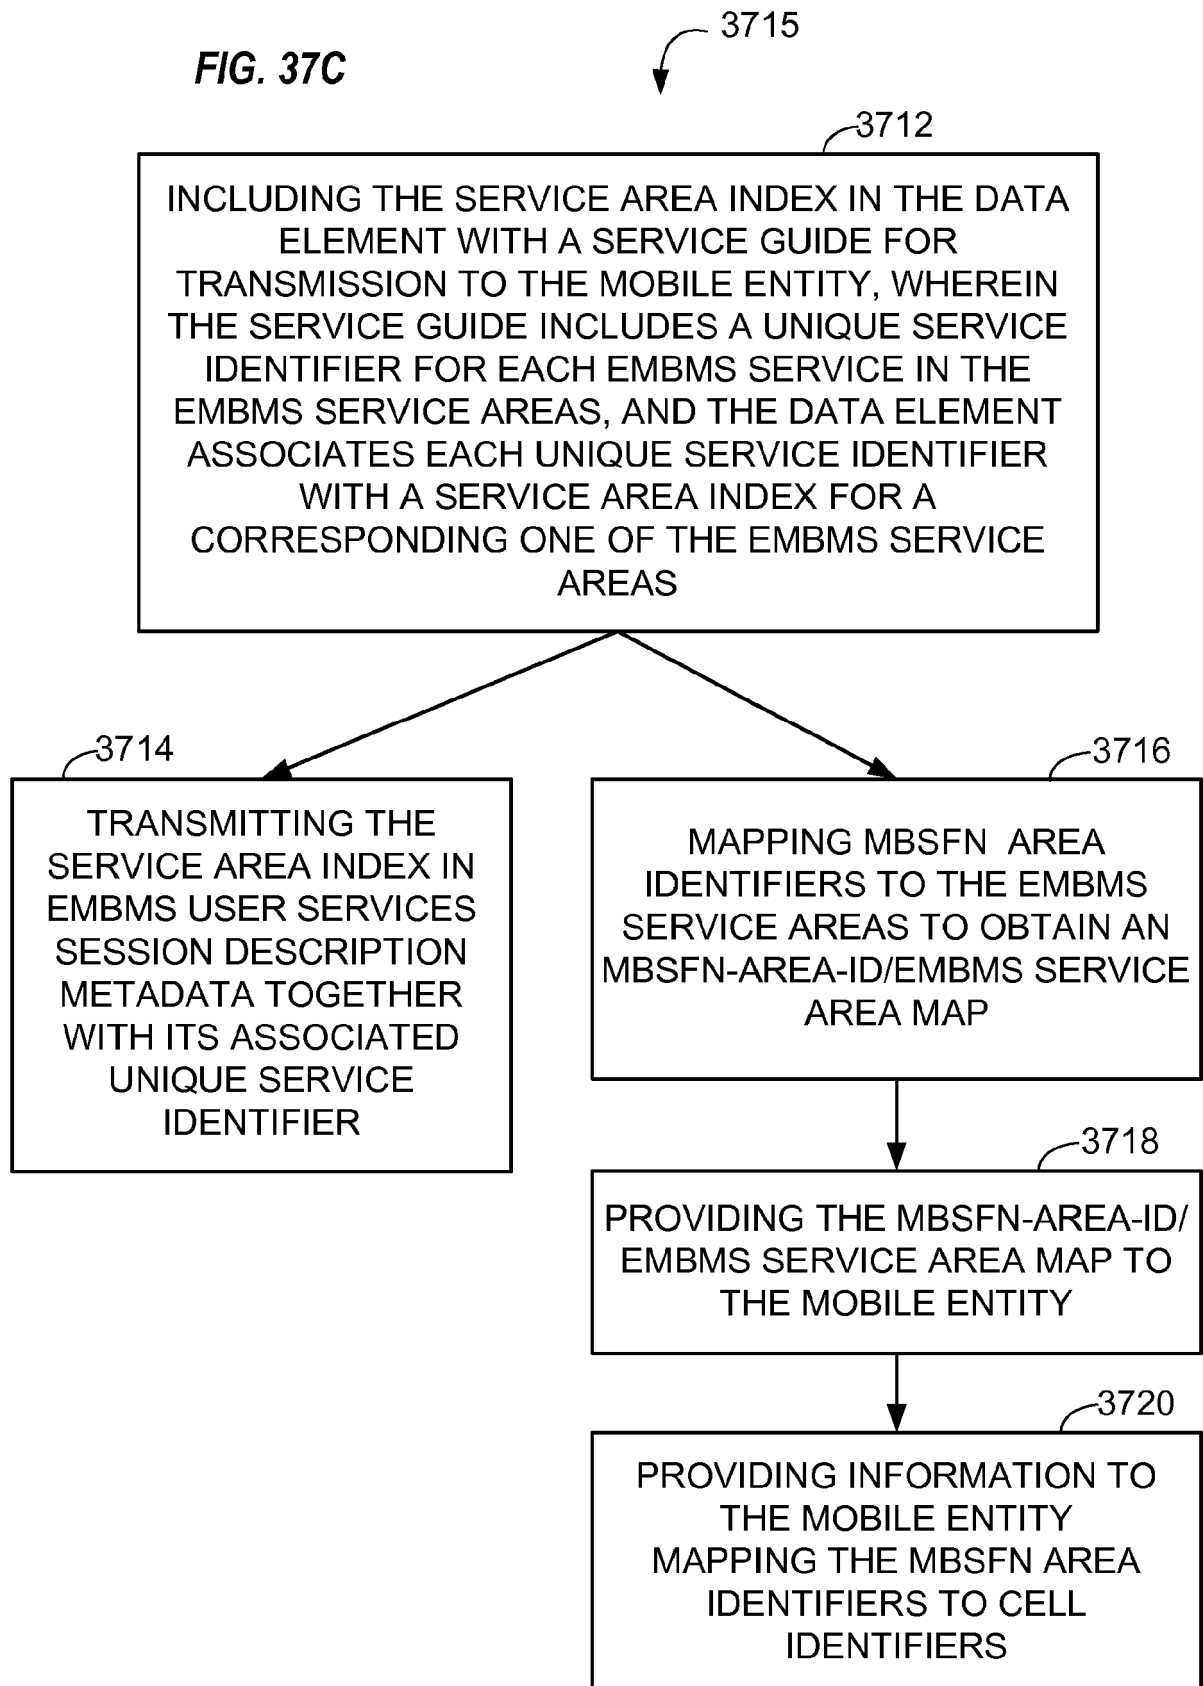 FIG. 37C
3715
3712
INCLUDING THE SERVICE AREA INDEX IN THE DATA
ELEMENT WITH A SERVICE GUIDE FOR
TRANSMISSION TO THE MOBILE ENTITY, WHEREIN
THE SERVICE GUIDE INCLUDES A UNIQUE SERVICE
IDENTIFIER FOR EACH EMBMS SERVICE IN THE
EMBMS SERVICE AREAS, AND THE DATA ELEMENT
ASSOCIATES EACH UNIQUE SERVICE IDENTIFIER
WITH A SERVICE AREA INDEX FOR A
CORRESPONDING ONE OF THE EMBMS SERVICE
AREAS
3714
TRANSMITTING THE
SERVICE AREA INDEX IN
EMBMS USER SERVICES
SESSION DESCRIPTION
METADATA TOGETHER
WITH ITS ASSOCIATED
UNIQUE SERVICE
IDENTIFIER
3716
MAPPING MBSFN AREA
IDENTIFIERS TO THE EMBMS
SERVICE AREAS TO OBTAIN AN
MBSFN-AREA-ID/EMBMS SERVICE
AREA MAP
3718
PROVIDING THE MBSFN-AREA-ID/
EMBMS SERVICE AREA MAP TO
THE MOBILE ENTITY
3720
PROVIDING INFORMATION TO
THE MOBILE ENTITY
MAPPING THE MBSFN AREA
IDENTIFIERS TO CELL
IDENTIFIERS